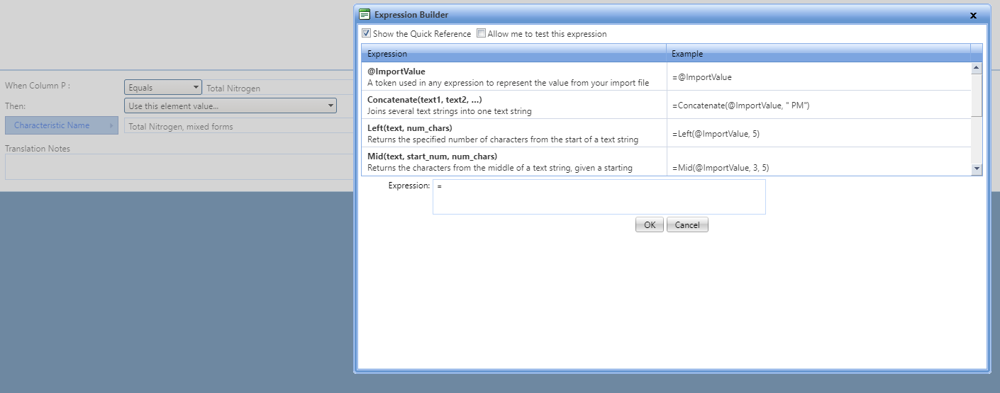 Expression Builder
x
Show the Quick Reference Allow me to test this expression
Expression Example
@ImportValue
A token used in any expression to represent the value from your import file
=@ImportValue
Concatenate(text1, text2, ...)
Joins several text strings into one text string
=Concatenate(@ImportValue, " PM")
Left(text, num_chars)
Returns the specified number of characters from the start of a text string
=Left(@ImportValue, 5)
Mid(text, start_num, num_chars)
Returns the characters from the middle of a text string, given a starting
=Mid(@ImportValue, 3, 5)
Expression: =
OK Cancel
When Column P : Equals Total Nitrogen
Then: Use this element value...
Characteristic Name Total Nitrogen, mixed forms
Translation Notes